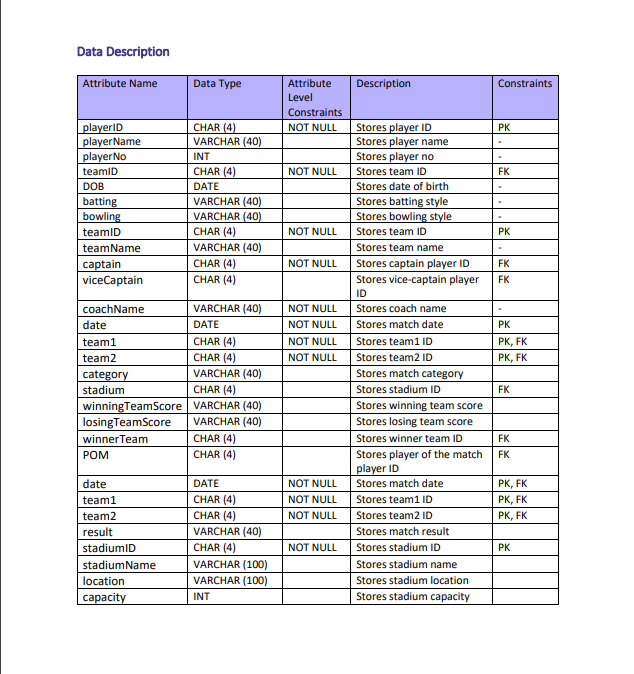 Data Description
Attribute Name Data Type Attribute Level Constraints Description Constraints
playerID CHAR (4) NOT NULL Stores player ID PK
playerName VARCHAR (40) Stores player name -
playerNo INT Stores player no -
teamID CHAR (4) NOT NULL Stores team ID FK
DOB DATE Stores date of birth -
batting VARCHAR (40) Stores batting style -
bowling VARCHAR (40) Stores bowling style -
teamID CHAR (4) NOT NULL Stores team ID PK
teamName VARCHAR (40) Stores team name -
captain CHAR (4) NOT NULL Stores captain player ID FK
viceCaptain CHAR (4) Stores vice-captain player ID FK
coachName VARCHAR (40) NOT NULL Stores coach name -
date DATE NOT NULL Stores match date PK
team1 CHAR (4) NOT NULL Stores team1 ID PK, FK
team2 CHAR (4) NOT NULL Stores team2 ID PK, FK
category VARCHAR (40) Stores match category
stadium CHAR (4) Stores stadium ID FK
winningTeamScore VARCHAR (40) Stores winning team score
losingTeamScore VARCHAR (40) Stores losing team score
winnerTeam CHAR (4) Stores winner team ID FK
POM CHAR (4) Stores player of the match player ID FK
date DATE NOT NULL Stores match date PK, FK
team1 CHAR (4) NOT NULL Stores team1 ID PK, FK
team2 CHAR (4) NOT NULL Stores team2 ID PK, FK
result VARCHAR (40) Stores match result
stadiumID CHAR (4) NOT NULL Stores stadium ID PK
stadiumName VARCHAR (100) Stores stadium name
location VARCHAR (100) Stores stadium location
capacity INT Stores stadium capacity